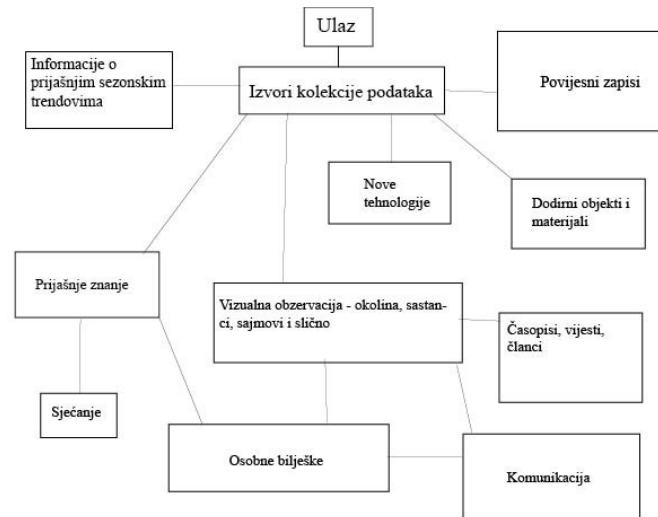 Ulaz
Informacije o
prijašnjim sezonskim
trendovima
Izvori kolekcije podataka
Povijesni zapisi
Nove
tehnologije
Dodirni objekti i
materijali
Prijašnje znanje
Vizualna obzervacija - okolina, sastan-
ci, sajmovi i slično
Časopisi, vijesti,
članci
Sjećanje
Osobne bilješke
Komunikacija